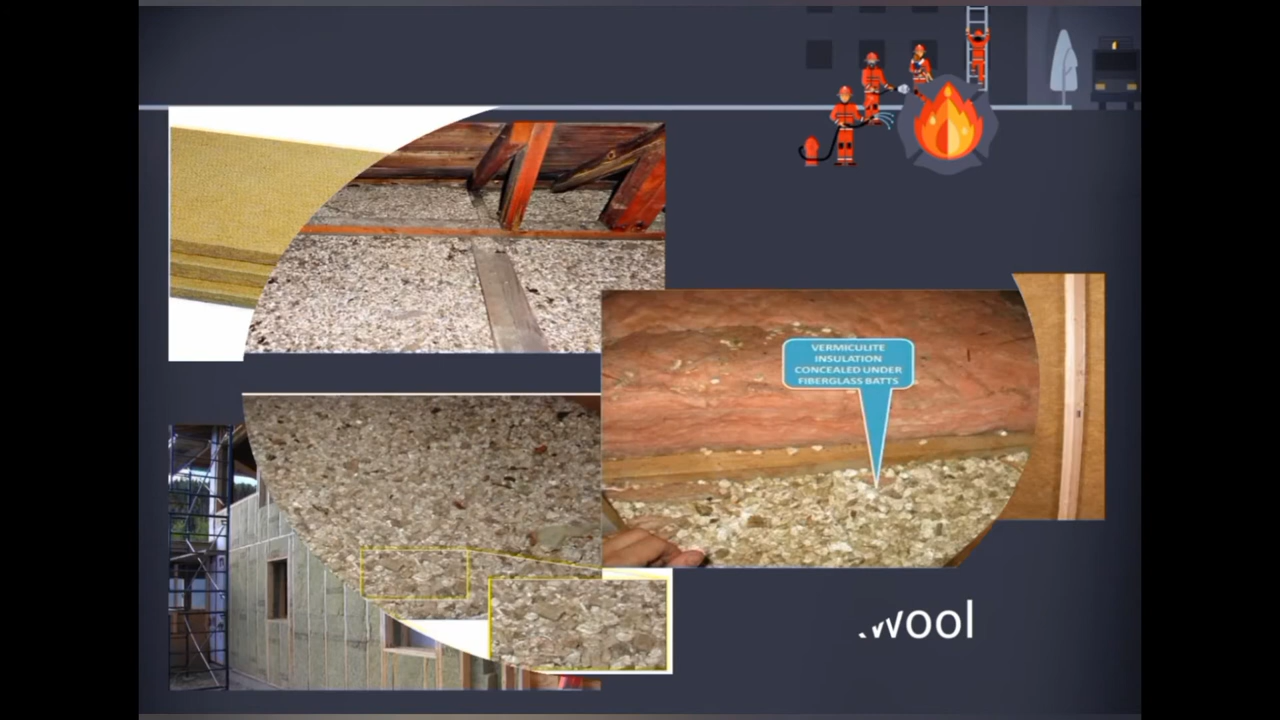 VERMICULITE
INSULATION
CONCEALED UNDER
FIBERGLASS BATTS
.wool